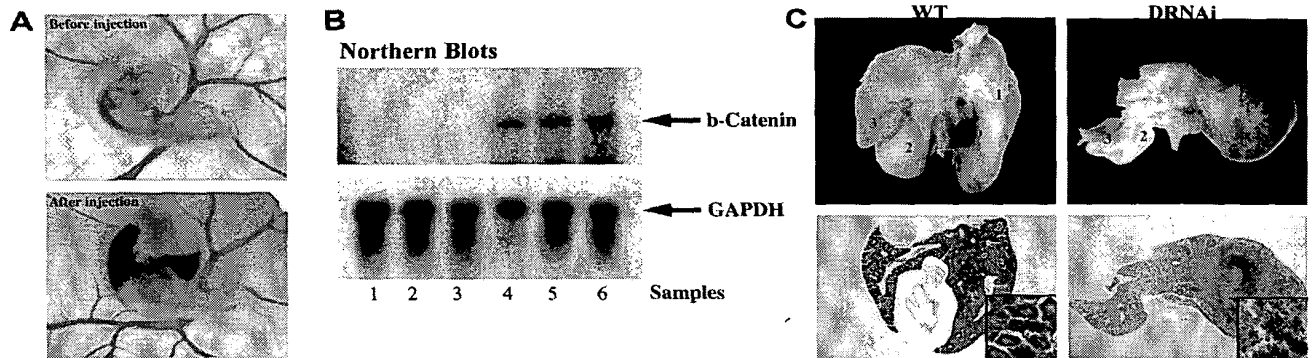 A
Before injection
After injection
B
Northern Blots
b-Catenin
GAPDH
1 2 3 4 5 6 Samples
C
WT
DRNAi
1
3
2
3 2